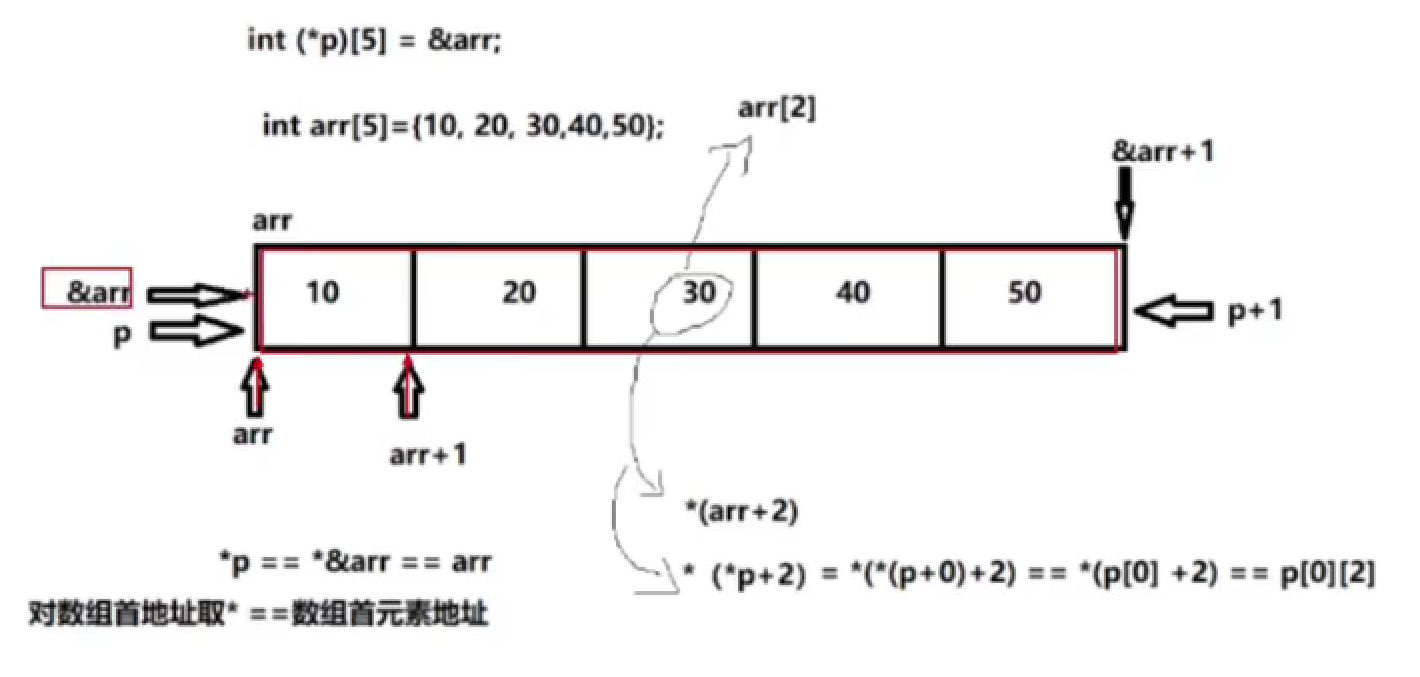 int (*p)[5] = &arr;
int arr[5]={10, 20, 30,40,50};
arr[2]
&arr+1
arr
&arr
10 20 30 40 50
p
p+1
arr
arr+1
*(arr+2)
*p == *&arr == arr
* (*p+2) = *(*(p+0)+2) == *(p[0] +2) == p[0][2]
对数组首地址取* ==数组首元素地址